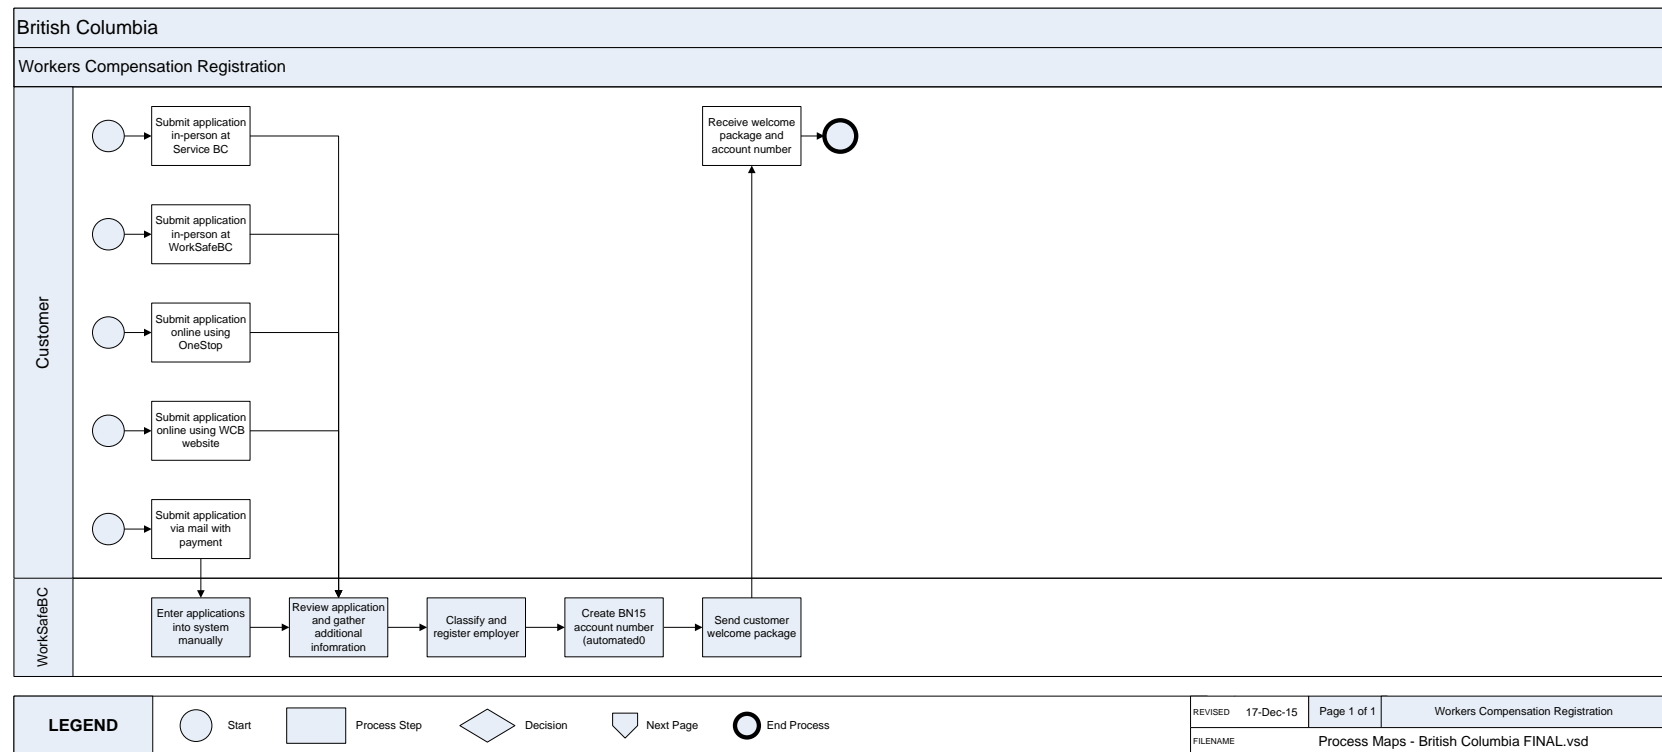 British Columbia
Workers Compensation Registration
Customer
Submit application
in-person at
Service BC
Receive welcome
package and
account number
Submit application
in-person at
WorkSafeBC
Submit application
online using
OneStop
Submit application
online using WCB
website
Submit application
via mail with
payment
WorkSafeBC
Enter applications
into system
manually
Review application
and gather
additional
infomration
Classify and
register employer
Create BN15
account number
(automated0
Send customer
welcome package
LEGEND
Start
Process Step
Decision
Next Page
End Process
REVISED 17-Dec-15 Page 1 of 1 Workers Compensation Registration
FILENAME Process Maps - British Columbia FINAL.vsd